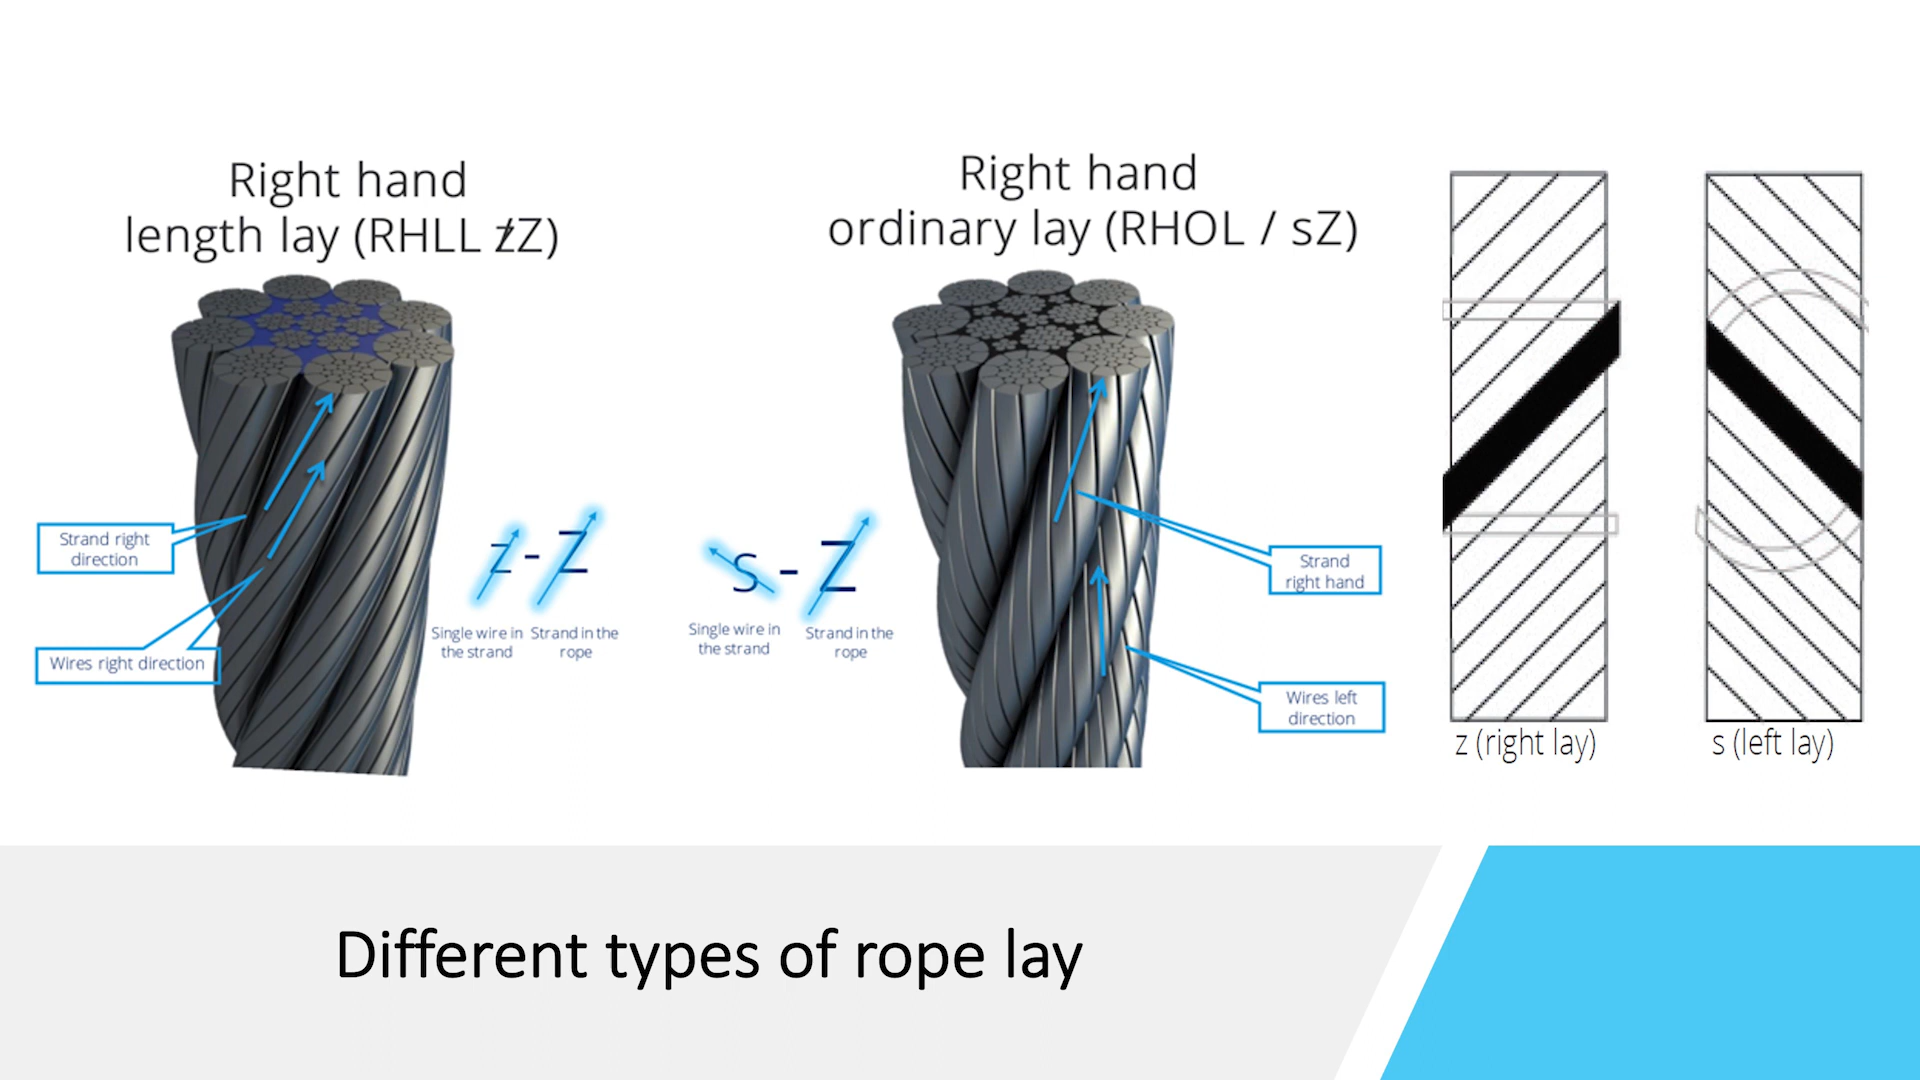 Right hand
length lay (RHLL / zZ)
Strand right
direction
Wires right direction
z - Z
Single wire in
the strand
Strand in the
rope
Right hand
ordinary lay (RHOL / sZ)
s - Z
Single wire in
the strand
Strand in the
rope
Strand
right hand
Wires left
direction
z (right lay)
s (left lay)
Different types of rope lay